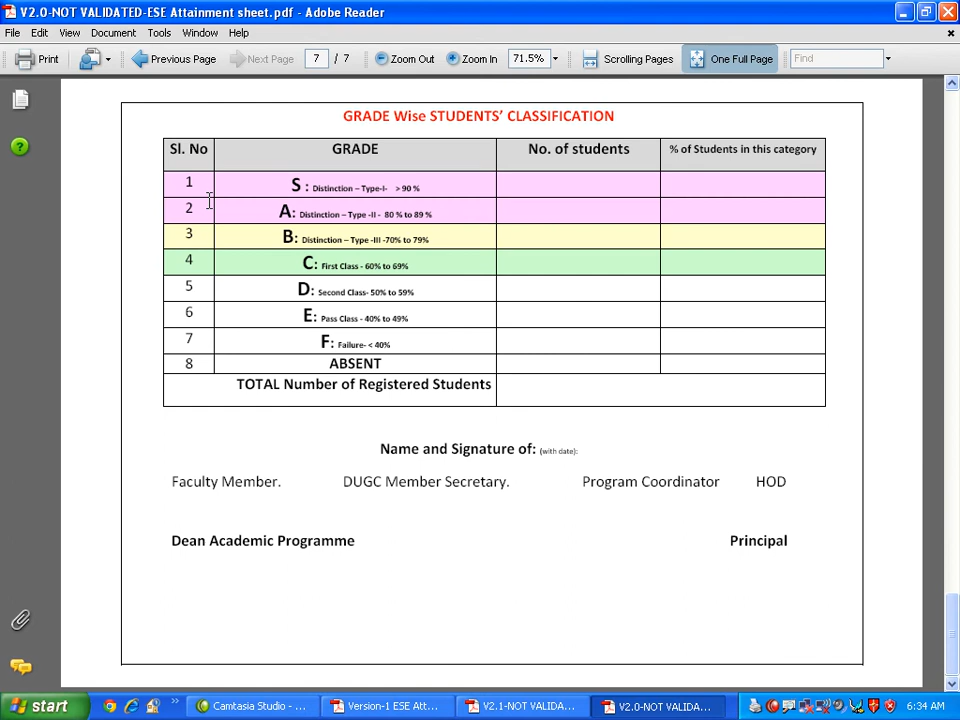 V2.0-NOT VALIDATED-ESE Attainment sheet.pdf - Adobe Reader
File Edit View Document Tools Window Help
Print Previous Page Next Page 7 / 7 Zoom Out Zoom In 71.5% Scrolling Pages One Full Page Find
GRADE Wise STUDENTS' CLASSIFICATION
Sl. No GRADE No. of students % of Students in this category
1 S : Distinction – Type-I- > 90 %
2 A: Distinction – Type -II - 80 % to 89 %
3 B: Distinction – Type -III -70% to 79%
4 C: First Class - 60% to 69%
5 D: Second Class- 50% to 59%
6 E: Pass Class - 40% to 49%
7 F: Failure- < 40%
8 ABSENT
TOTAL Number of Registered Students
Name and Signature of: (with date):
Faculty Member. DUGC Member Secretary. Program Coordinator HOD
Dean Academic Programme Principal
start Camtasia Studio - ... Version-1 ESE Att... V2.1-NOT VALIDA... V2.0-NOT VALIDA... 6:34 AM